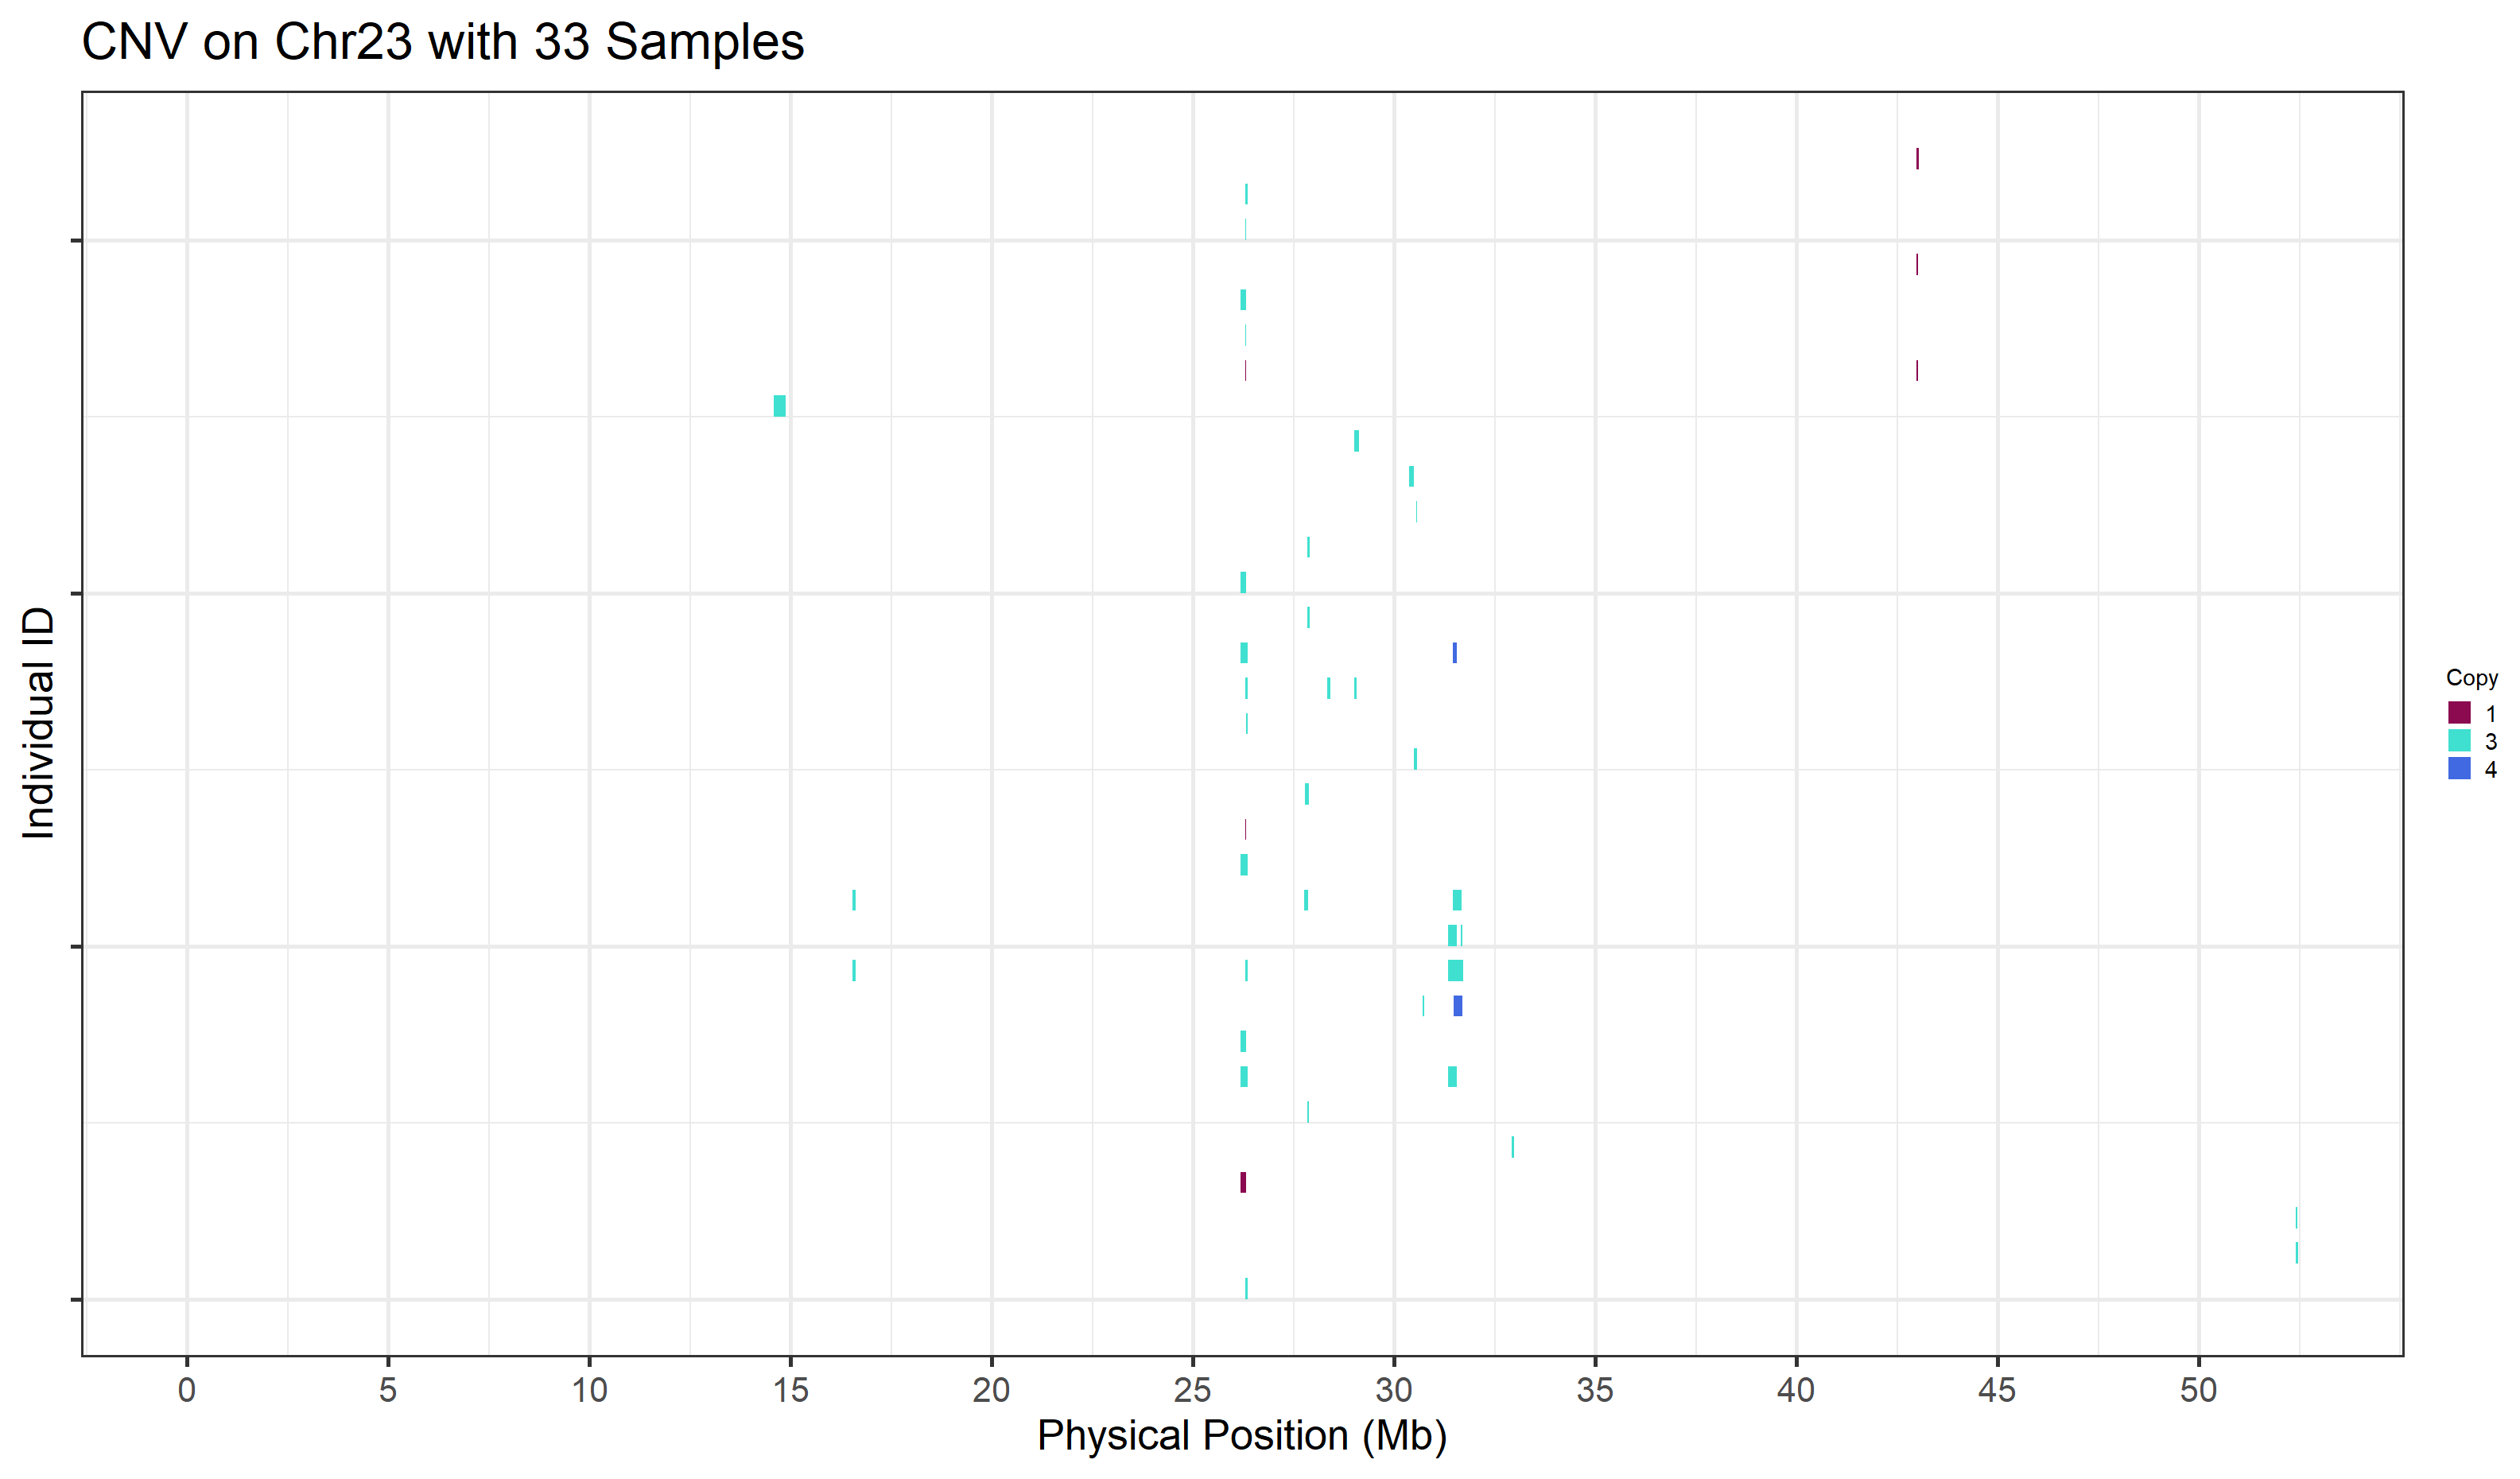 CNV on Chr23 with 33 Samples
Individual ID
Copy
1
3
4
0 5 10 15 20 25 30 35 40 45 50
Physical Position (Mb)